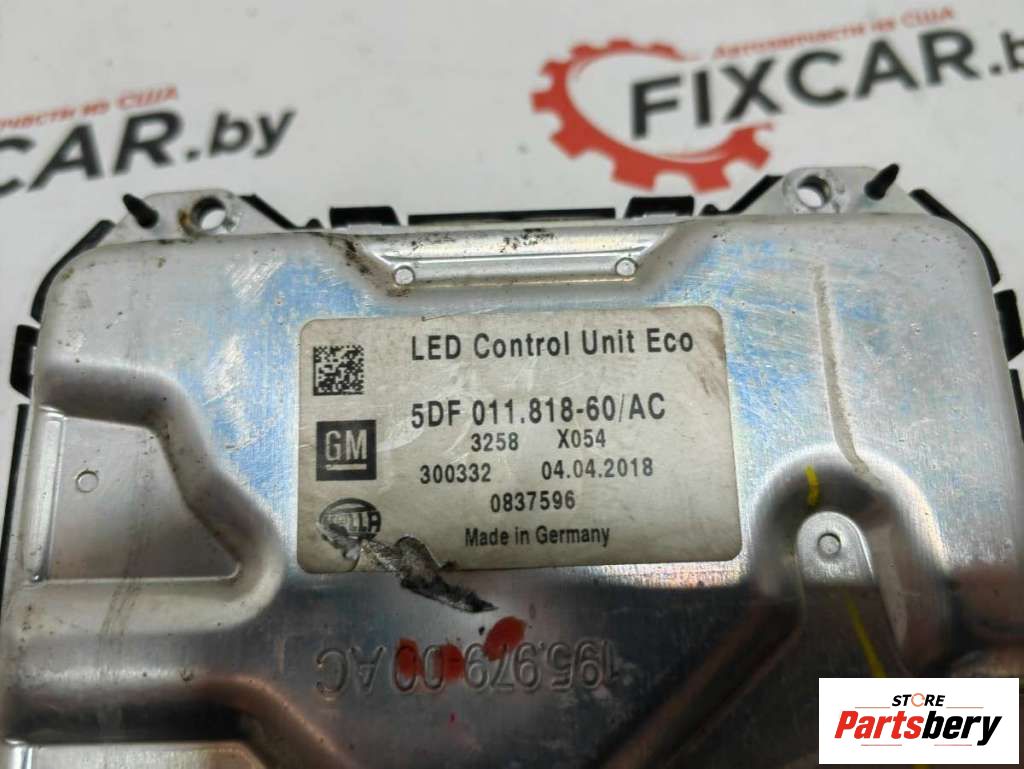 Автозапчасти из США
FIXCAR.by
части из США
CAR.by
LED Control Unit Eco
5DF 011.818-60/AC
3258 X054
GM
300332 04.04.2018
0837596
HELLA
Made in Germany
195.979-00 AC
STORE
Partsbery